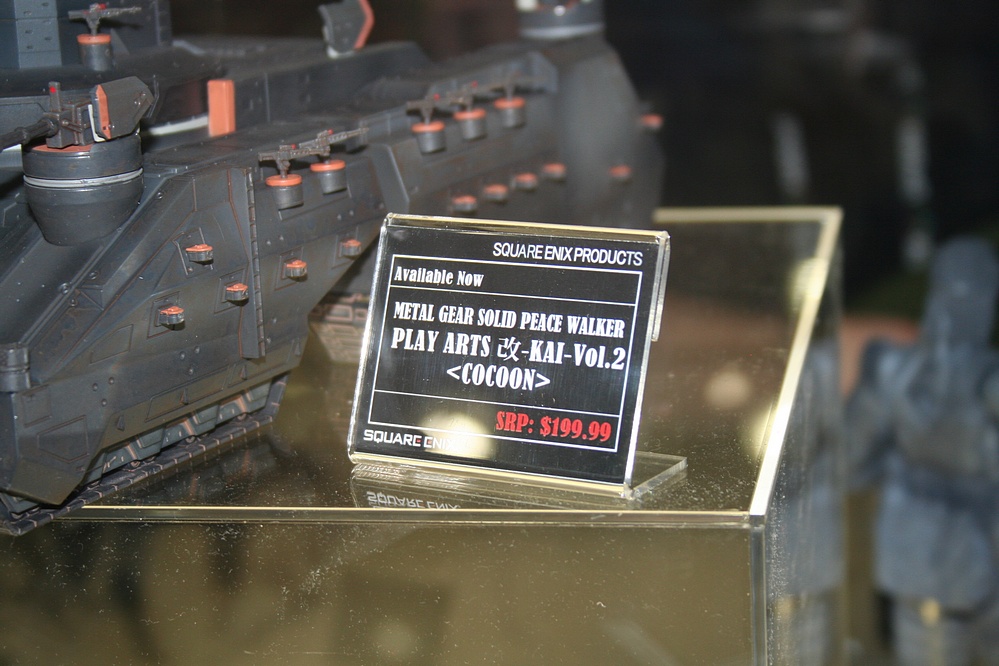 SQUARE ENIX PRODUCTS
Available Now
METAL GEAR SOLID PEACE WALKER
PLAY ARTS 改-KAI-Vol.2
<COCOON>
SRP: $199.99
SQUARE ENIX